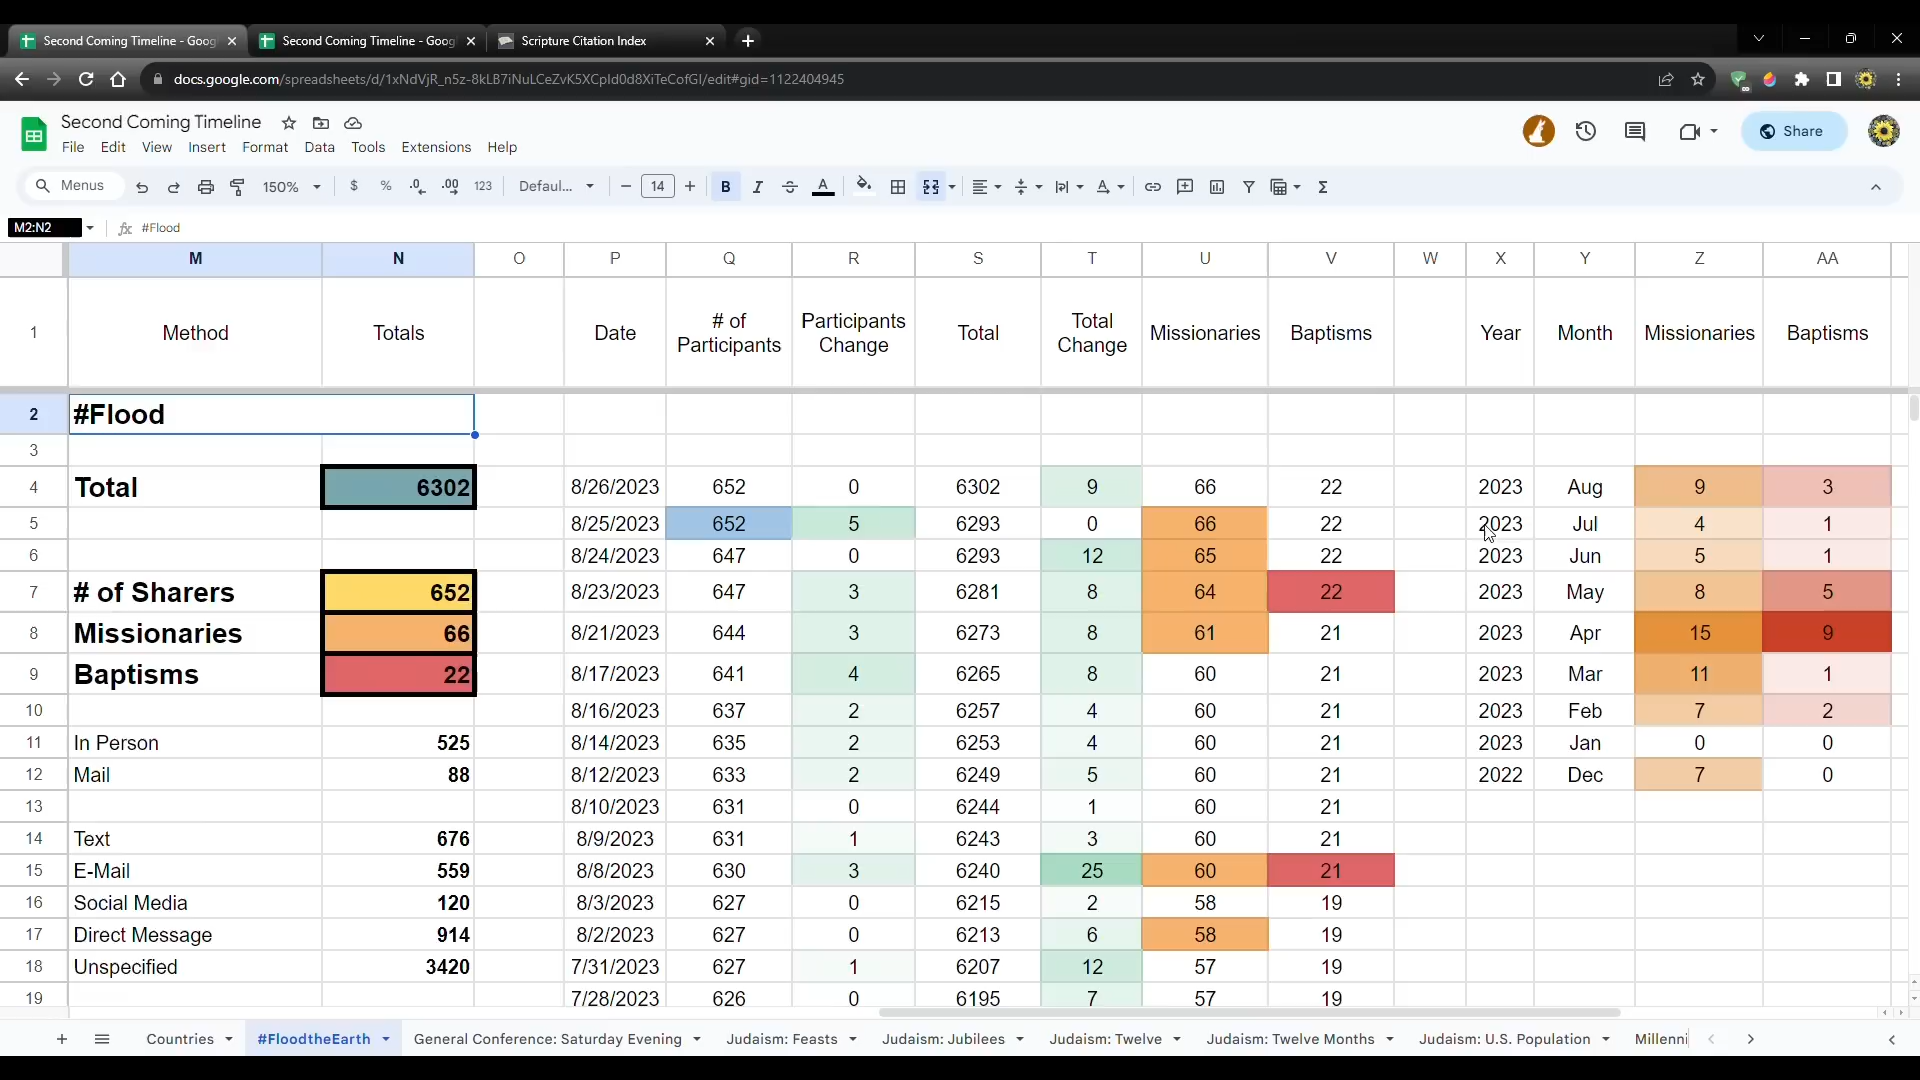 Second Coming Timeline - Goog
Second Coming Timeline - Goog
Scripture Citation Index
docs.google.com/spreadsheets/d/1xNdVjR_n5z-8kLB7iNuLCeZvK5XCpId0d8XiTeCofGI/edit#gid=1122404945
Second Coming Timeline
File Edit View Insert Format Data Tools Extensions Help
Share
Menus 150% $ % .0 .00 123 Defaul... 14 B I A
M2:N2 fx #Flood
M N O P Q R S T U V W X Y Z AA
1 Method Totals Date # of Participants Participants Change Total Total Change Missionaries Baptisms Year Month Missionaries Baptisms
2 #Flood
3
4 Total 6302 8/26/2023 652 0 6302 9 66 22 2023 Aug 9 3
5 8/25/2023 652 5 6293 0 66 22 2023 Jul 4 1
6 8/24/2023 647 0 6293 12 65 22 2023 Jun 5 1
7 # of Sharers 652 8/23/2023 647 3 6281 8 64 22 2023 May 8 5
8 Missionaries 66 8/21/2023 644 3 6273 8 61 21 2023 Apr 15 9
9 Baptisms 22 8/17/2023 641 4 6265 8 60 21 2023 Mar 11 1
10 8/16/2023 637 2 6257 4 60 21 2023 Feb 7 2
11 In Person 525 8/14/2023 635 2 6253 4 60 21 2023 Jan 0 0
12 Mail 88 8/12/2023 633 2 6249 5 60 21 2022 Dec 7 0
13 8/10/2023 631 0 6244 1 60 21
14 Text 676 8/9/2023 631 1 6243 3 60 21
15 E-Mail 559 8/8/2023 630 3 6240 25 60 21
16 Social Media 120 8/3/2023 627 0 6215 2 58 19
17 Direct Message 914 8/2/2023 627 0 6213 6 58 19
18 Unspecified 3420 7/31/2023 627 1 6207 12 57 19
19 7/28/2023 626 0 6195 7 57 19
Countries #FloodtheEarth General Conference: Saturday Evening Judaism: Feasts Judaism: Jubilees Judaism: Twelve Judaism: Twelve Months Judaism: U.S. Population Millenni